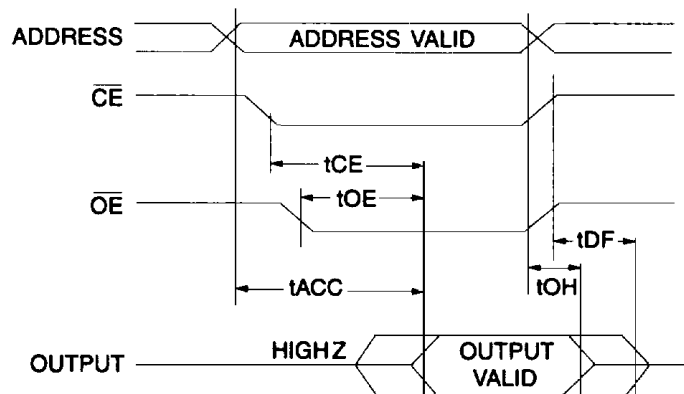 ADDRESS
ADDRESS VALID
CE
tCE
tOE
OE
tDF
tACC
tOH
HIGH Z
OUTPUT
OUTPUT
VALID